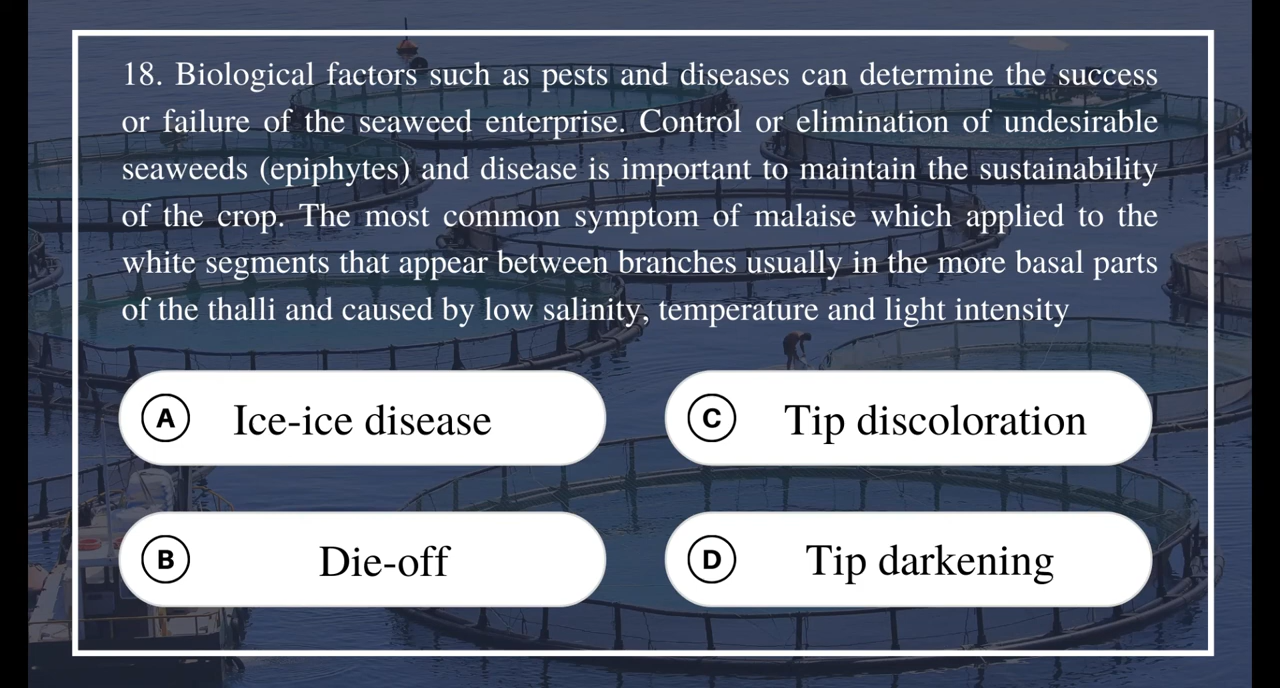 18. Biological factors such as pests and diseases can determine the success
or failure of the seaweed enterprise. Control or elimination of undesirable
seaweeds (epiphytes) and disease is important to maintain the sustainability
of the crop. The most common symptom of malaise which applied to the
white segments that appear between branches usually in the more basal parts
of the thalli and caused by low salinity, temperature and light intensity
A Ice-ice disease
C Tip discoloration
B Die-off
D Tip darkening